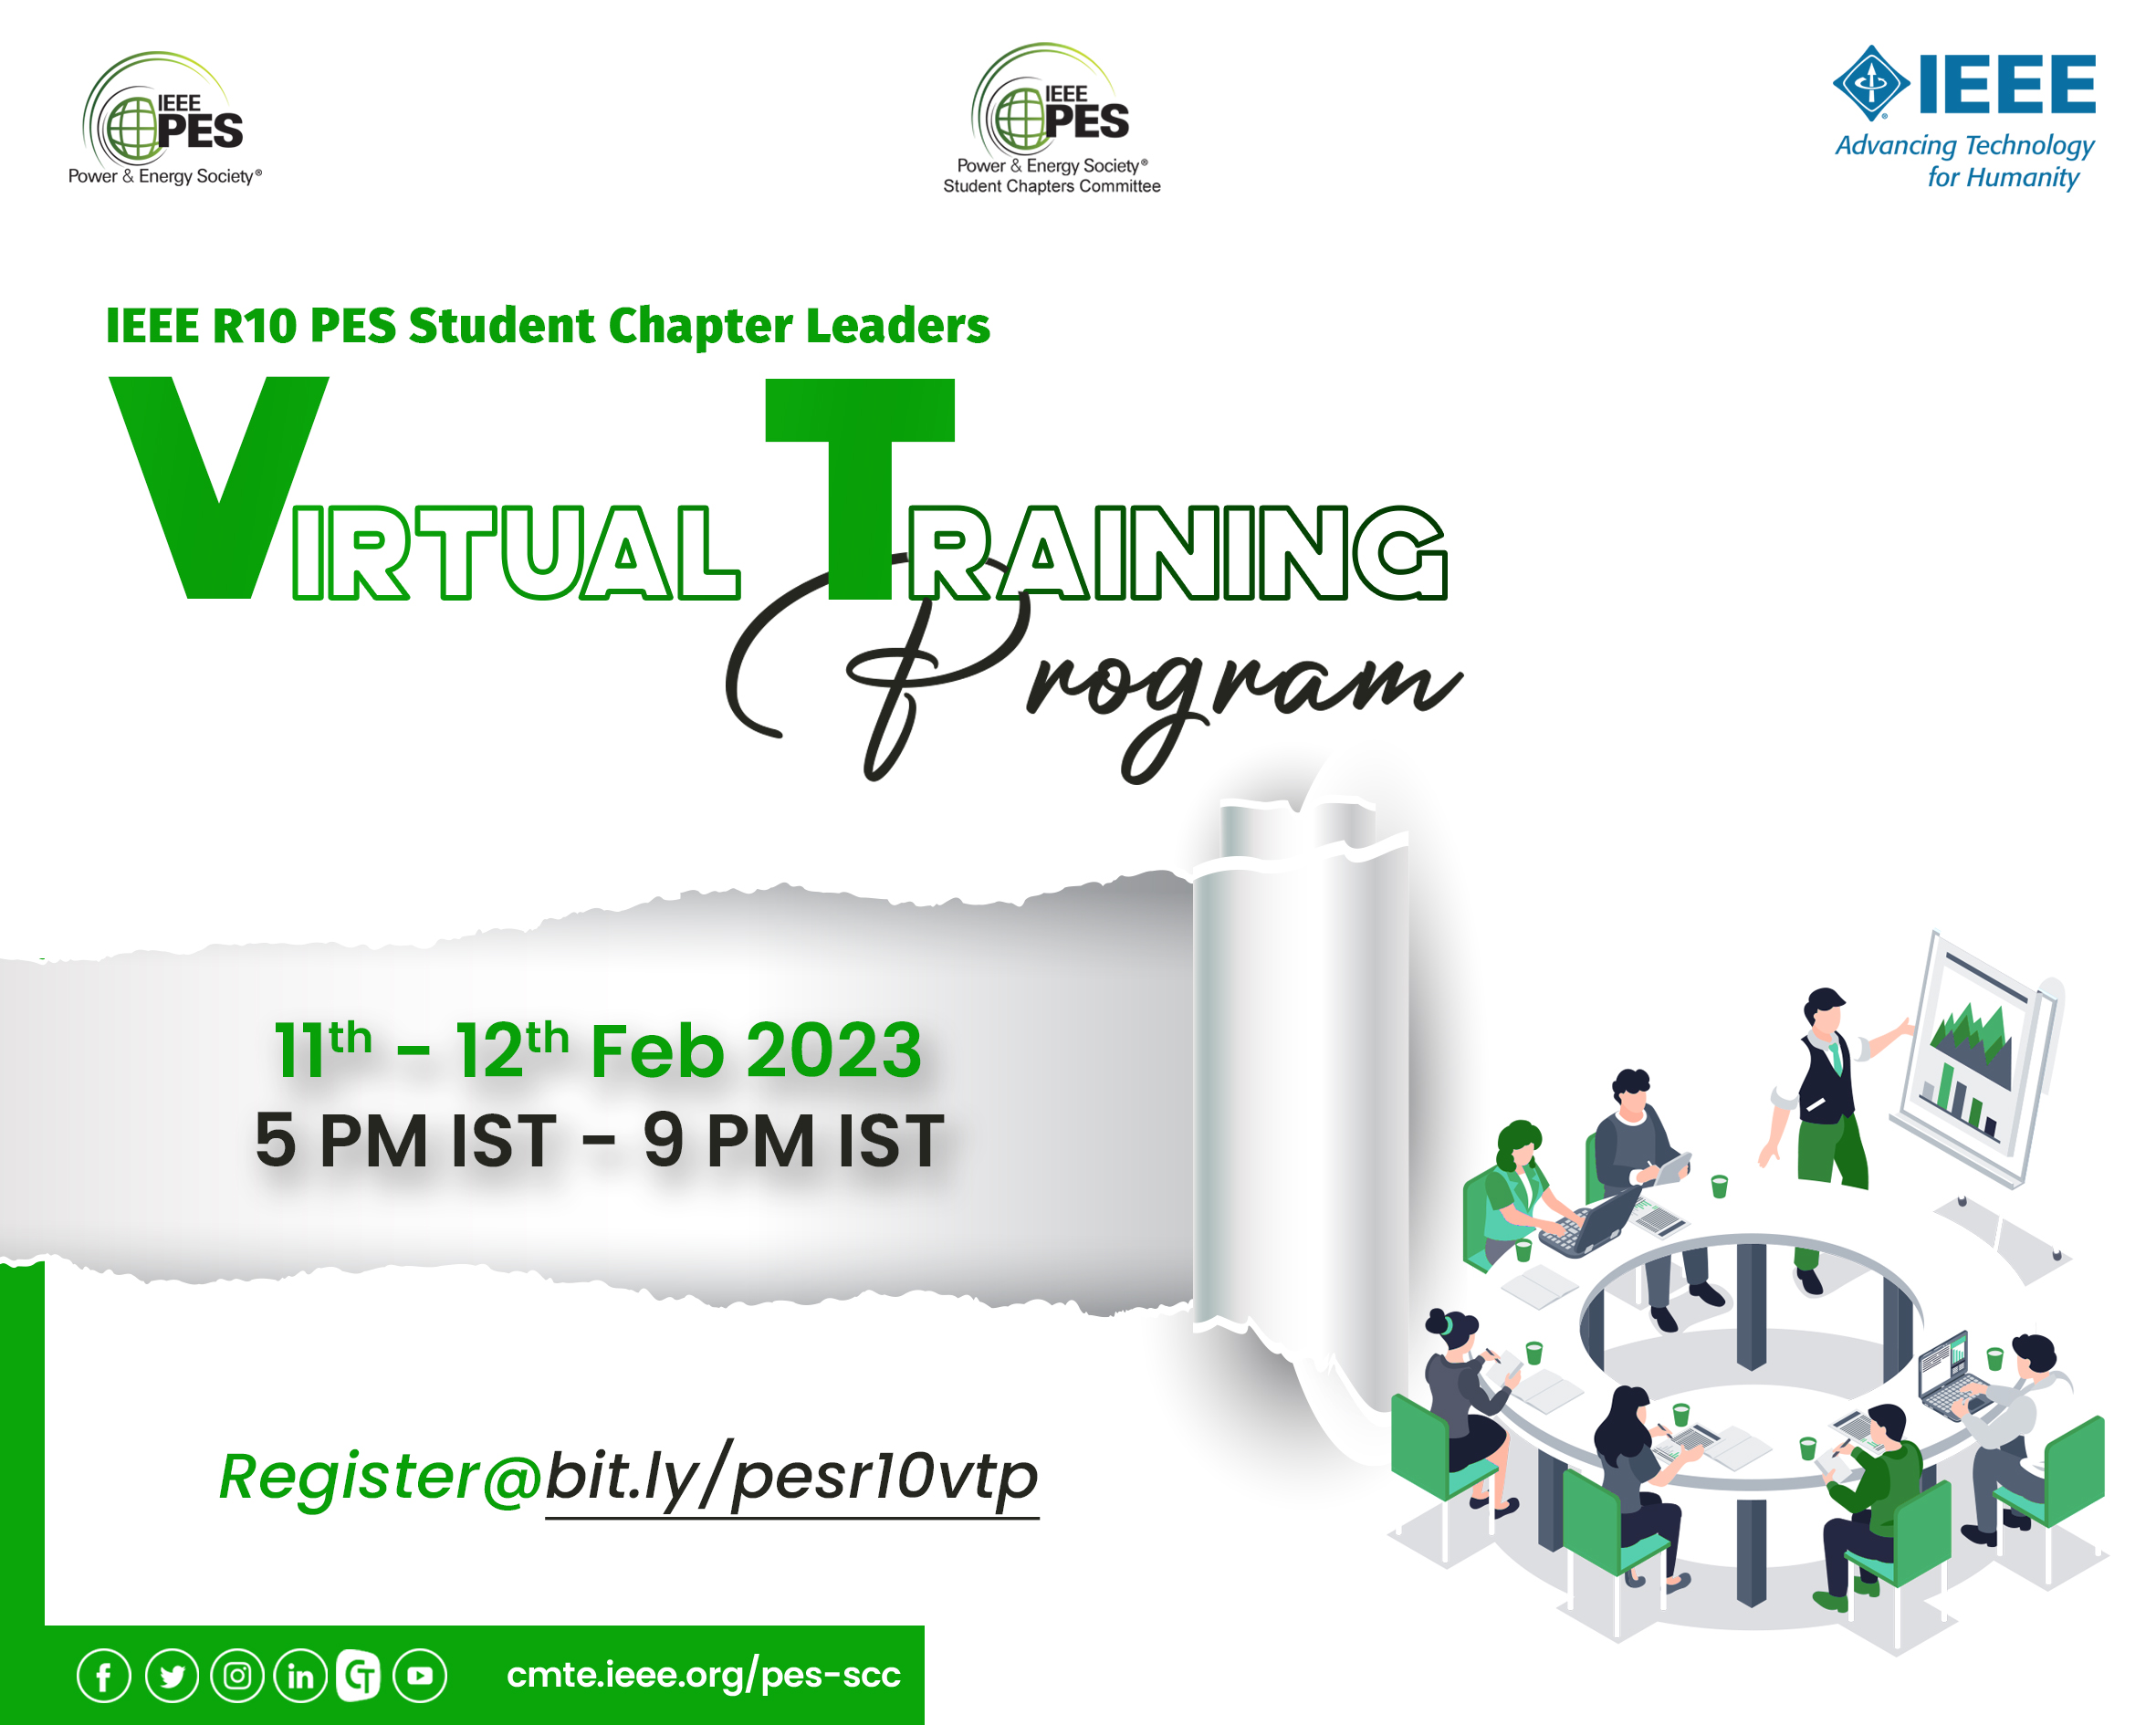 IEEE
PES
Power & Energy Society®
IEEE
PES
Power & Energy Society®
Student Chapters Committee
IEEE
Advancing Technology
for Humanity
IEEE R10 PES Student Chapter Leaders
VIRTUAL TRAINING
Program
11th – 12th Feb 2023
5 PM IST – 9 PM IST
Register@bit.ly/pesr10vtp
cmte.ieee.org/pes-scc